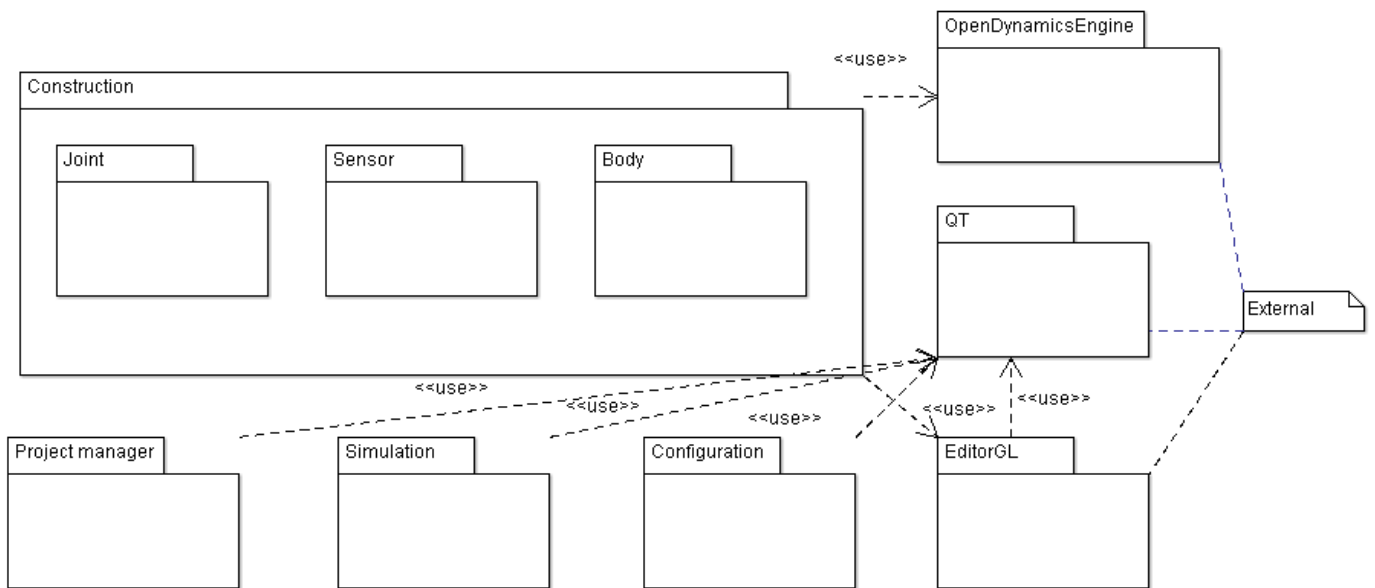 OpenDynamicsEngine
<<use>>
Construction
Joint
Sensor
Body
QT
External
<<use>>
<<use>>
<<use>>
<<use>>
<<use>>
Project manager
Simulation
Configuration
EditorGL